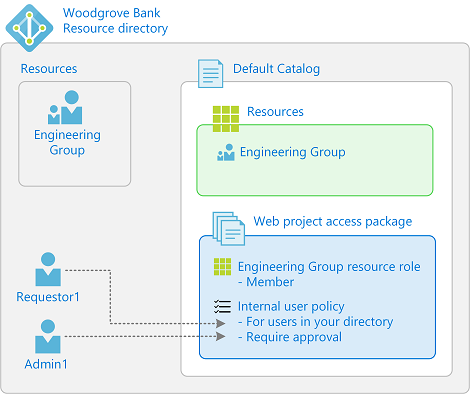 Woodgrove Bank
Resource directory
Resources
Engineering
Group
Requestor1
Admin1
Default Catalog
Resources
Engineering Group
Web project access package
Engineering Group resource role
- Member
Internal user policy
- For users in your directory
- Require approval